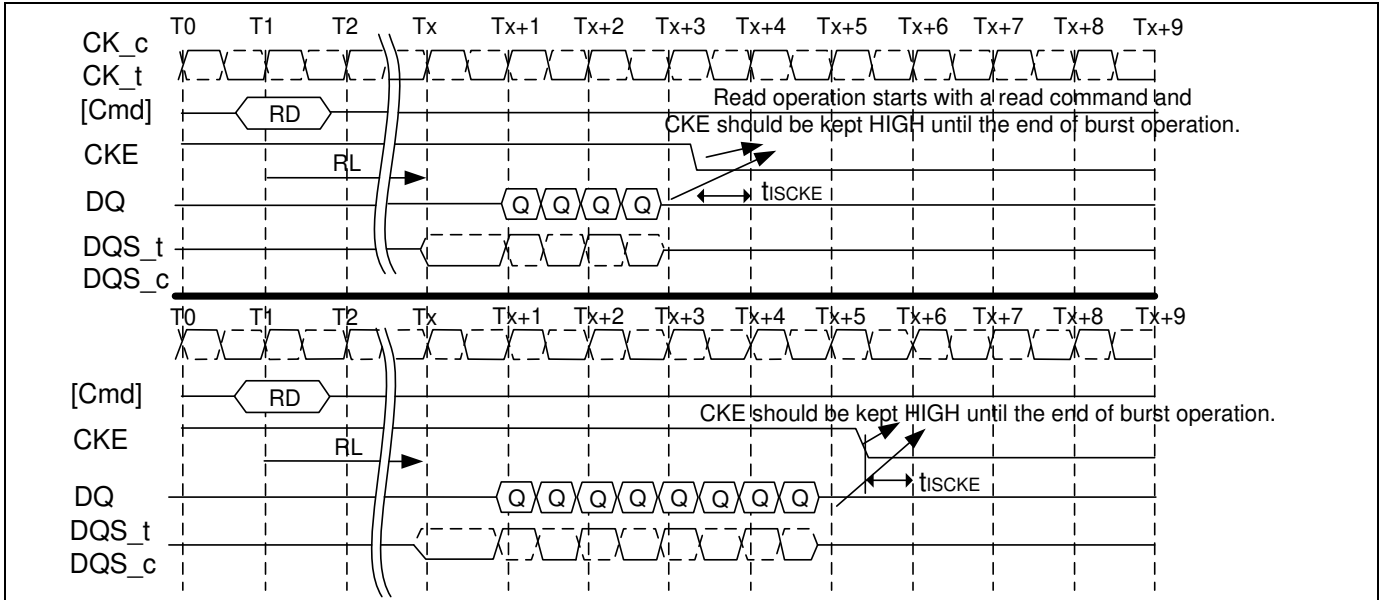 T0 T1 T2 Tx Tx+1 Tx+2 Tx+3 Tx+4 Tx+5 Tx+6 Tx+7 Tx+8 Tx+9
CK_c
CK_t
[Cmd] RD
Read operation starts with a read command and
CKE should be kept HIGH until the end of burst operation.
CKE
RL
tISCKE
DQ Q Q Q Q
DQS_t
DQS_c
T0 T1 T2 Tx Tx+1 Tx+2 Tx+3 Tx+4 Tx+5 Tx+6 Tx+7 Tx+8 Tx+9
[Cmd] RD
CKE should be kept HIGH until the end of burst operation.
CKE
RL
tISCKE
DQ Q Q Q Q Q Q Q Q
DQS_t
DQS_c